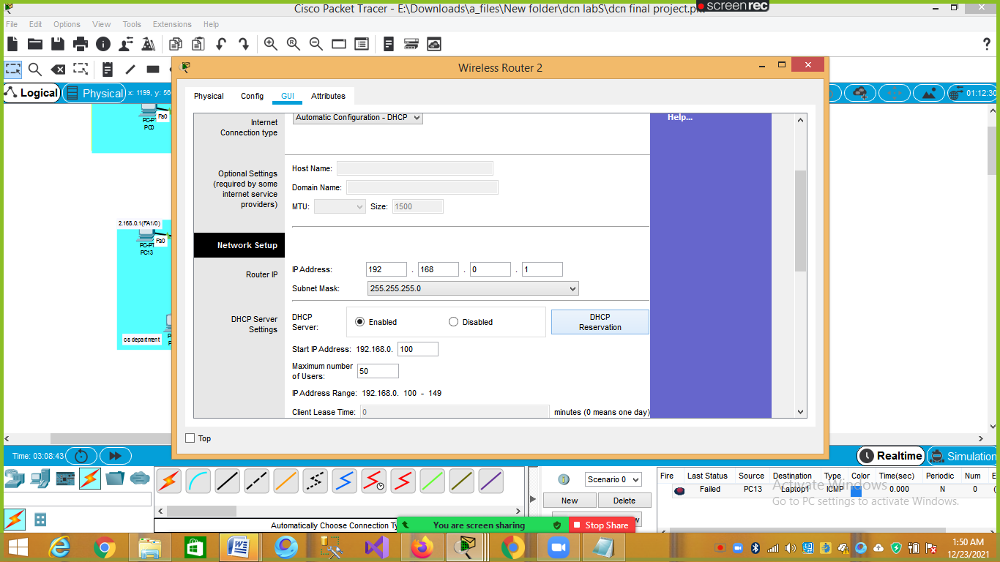 Cisco Packet Tracer - E:\Downloads\a_files\New folder\dcn labS\dcn final project.pk
screenrec
File Edit Options View Tools Extensions Help
Wireless Router 2
Logical
Physical
x: 1199, y: 56
01:12:30
Physical Config GUI Attributes
PC-P
Fa0
PC0
Internet
Connection type
Automatic Configuration - DHCP
Help...
Optional Settings
(required by some
internet service
providers)
Host Name:
Domain Name:
MTU:
Size: 1500
2.168.0.1(FA1/0)
PC-PT
Fa0
PC13
cs department
Network Setup
Router IP
IP Address: 192 . 168 . 0 . 1
Subnet Mask: 255.255.255.0
DHCP Server
Settings
DHCP
Server:
Enabled
Disabled
DHCP
Reservation
Start IP Address: 192.168.0. 100
Maximum number
of Users:
50
IP Address Range: 192.168.0. 100 - 149
Client Lease Time: 0 minutes (0 means one day)
Top
Time: 03:08:43
Realtime
Simulation
Scenario 0
New
Delete
Fire Last Status Source Destination Type Color Time(sec) Periodic Num E
Failed PC13 Laptop1 ICMP 0.000 N 0 (
Activate Windows
Go to PC settings to activate Windows.
Automatically Choose Connection Ty
You are screen sharing
Stop Share
1:50 AM
12/23/2021